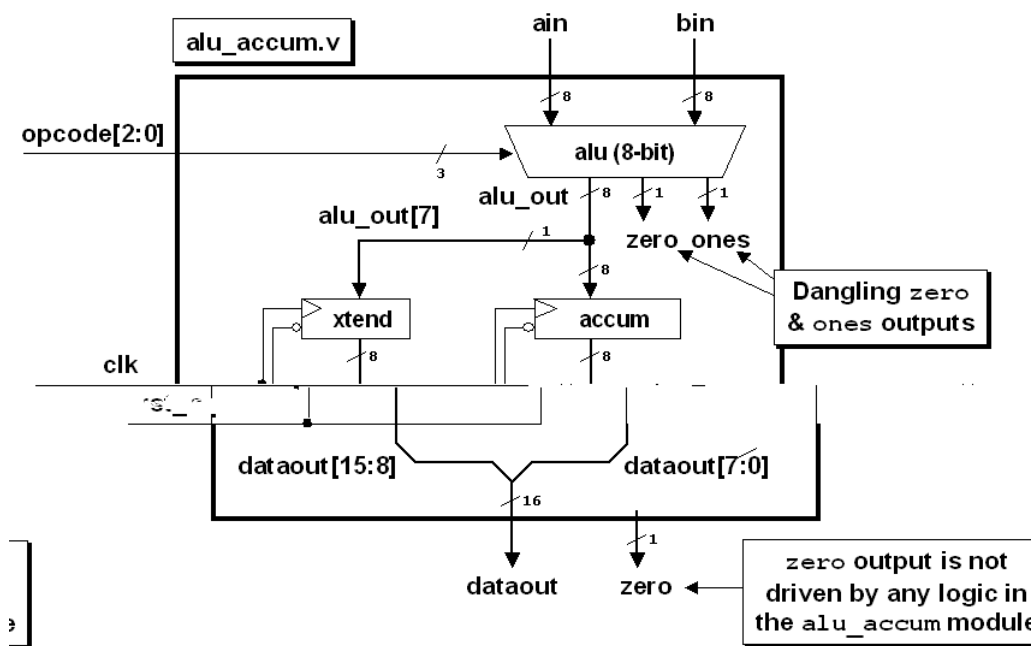 alu_accum.v
ain
bin
8
8
opcode[2:0]
3
alu (8-bit)
alu_out
8
1
1
alu_out[7]
1
zero ones
8
Dangling zero
& ones outputs
xtend
accum
8
8
clk
dataout[15:8]
dataout[7:0]
16
1
dataout
zero
zero output is not
driven by any logic in
the alu_accum module